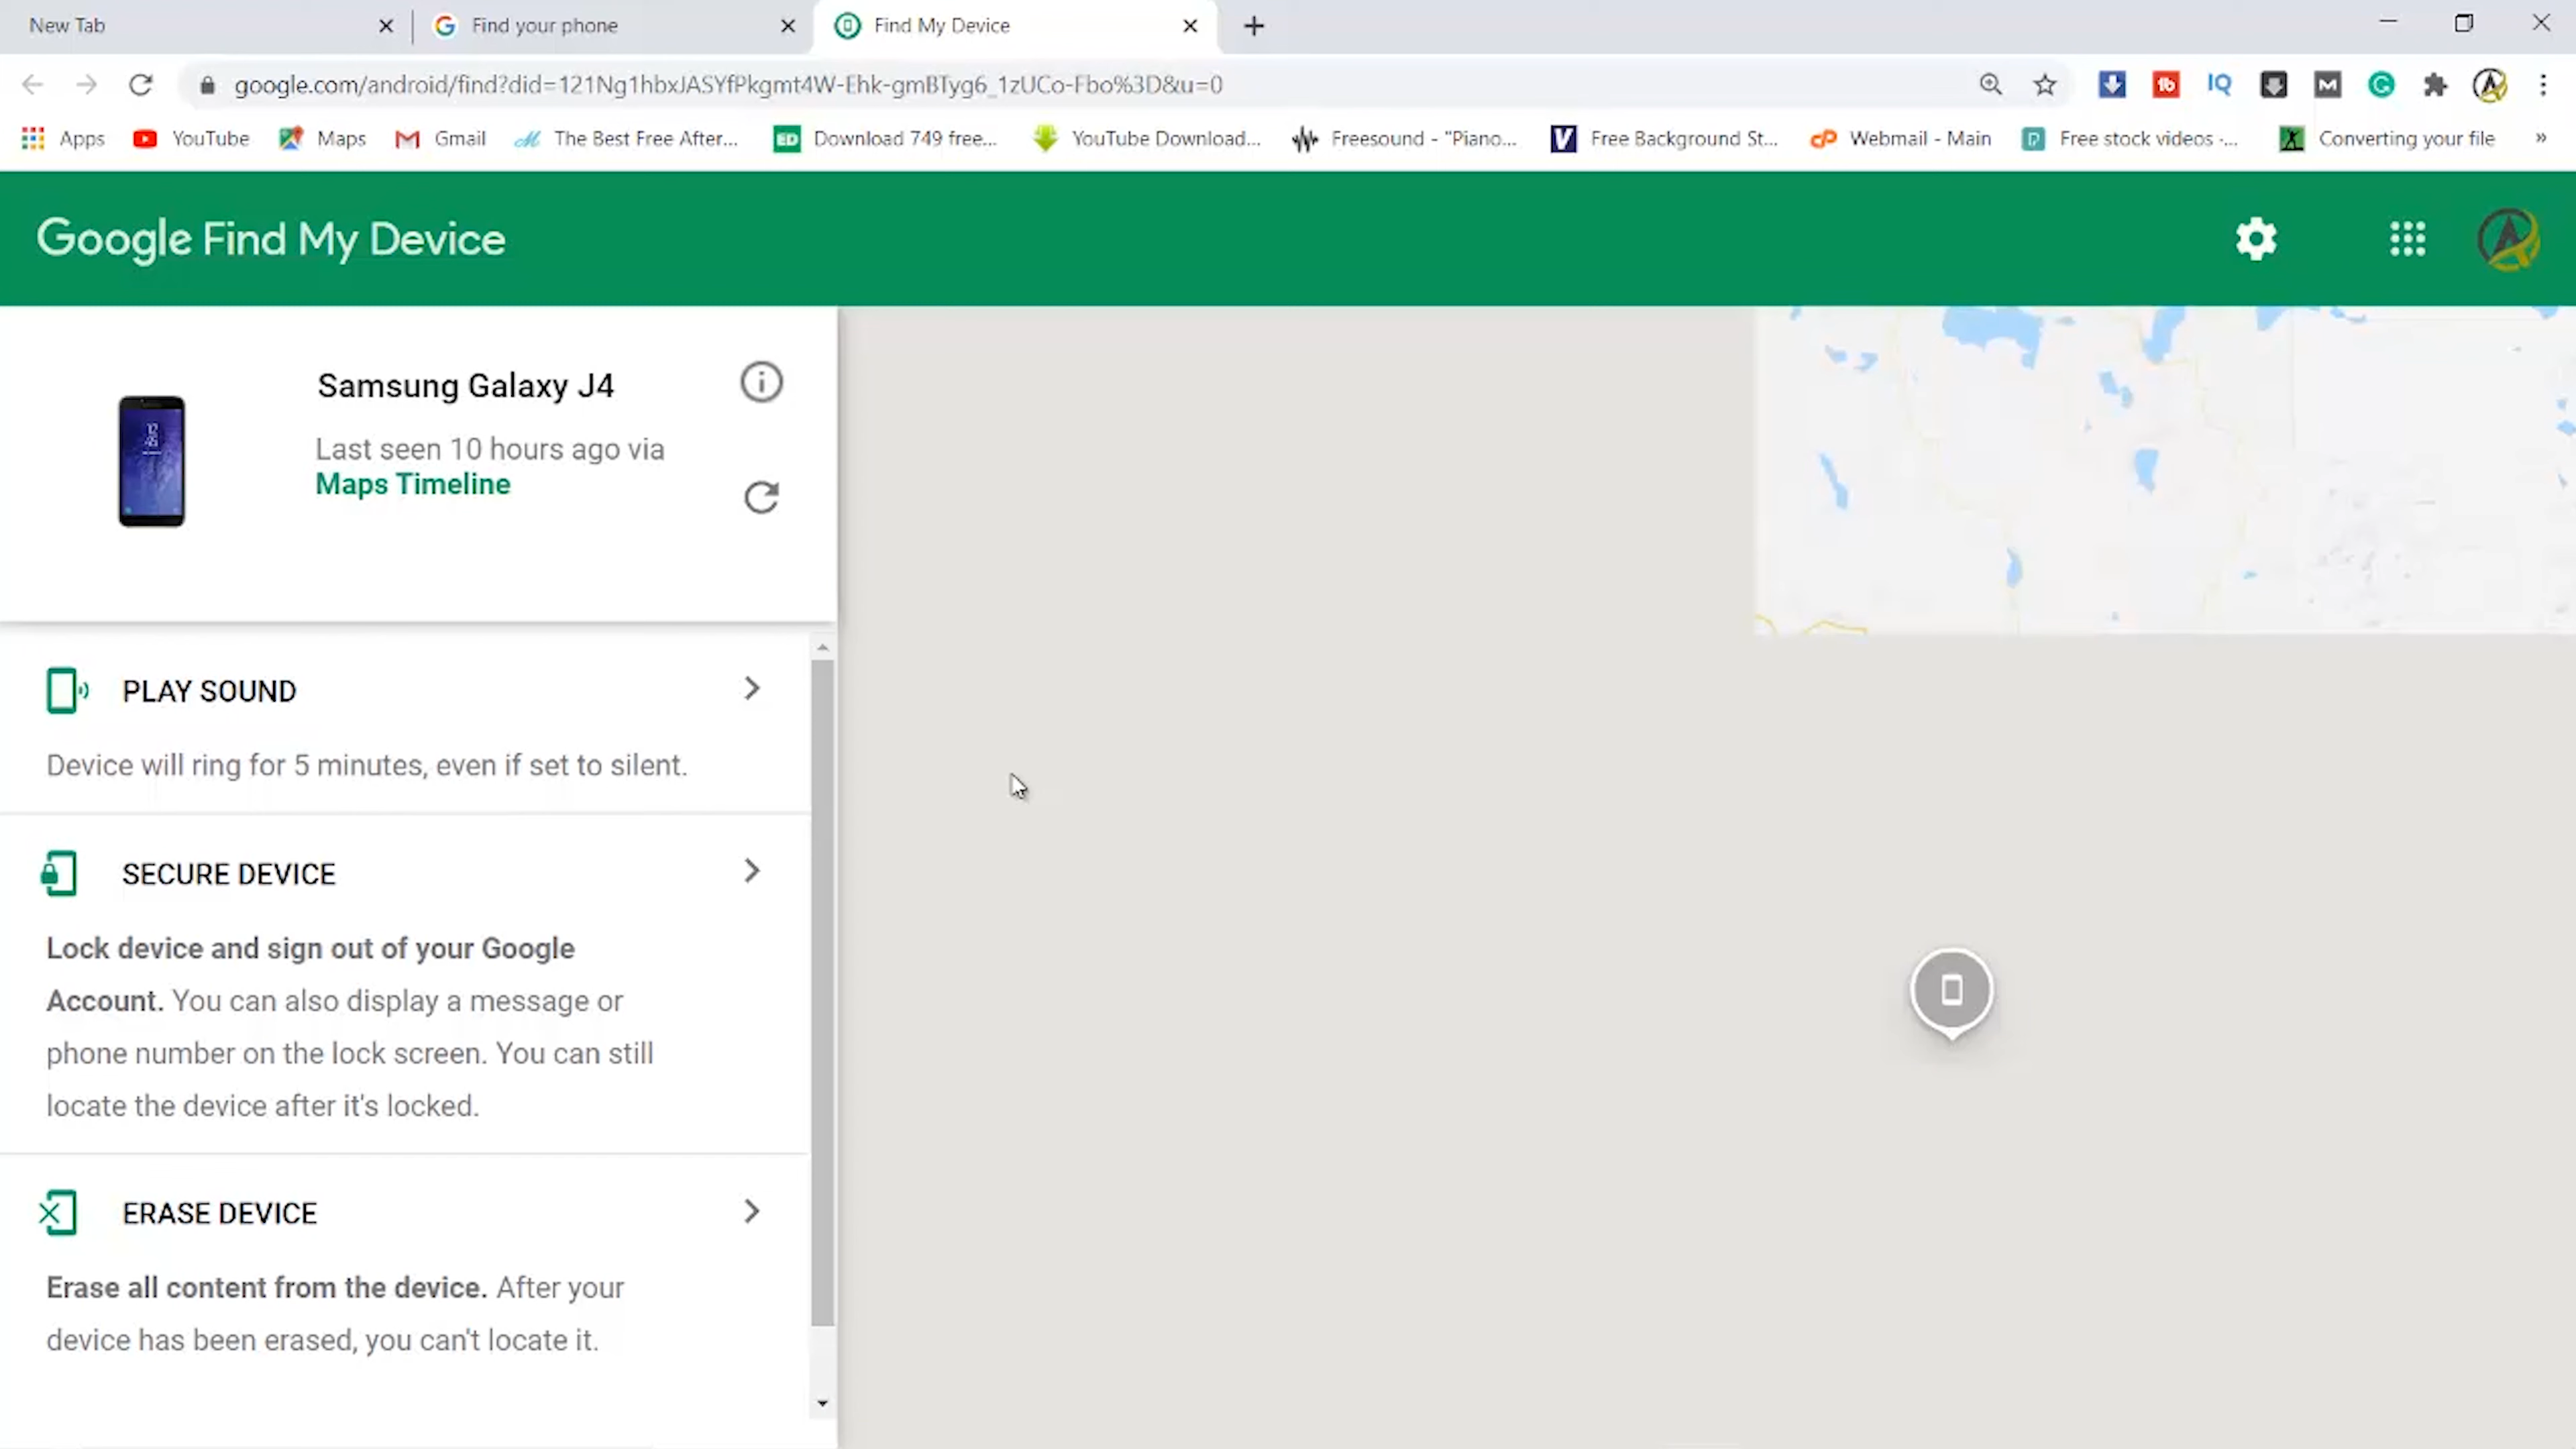 New Tab
Find your phone
Find My Device
google.com/android/find?did=121Ng1hbxJASYfPkgmt4W-Ehk-gmBTyg6_1zUCo-Fbo%3D&u=0
Apps
YouTube
Maps
Gmail
The Best Free After...
Download 749 free...
YouTube Download...
Freesound - "Piano...
Free Background St...
Webmail - Main
Free stock videos -...
Converting your file
Google Find My Device
Samsung Galaxy J4
Last seen 10 hours ago via
Maps Timeline
PLAY SOUND
Device will ring for 5 minutes, even if set to silent.
SECURE DEVICE
Lock device and sign out of your Google
Account. You can also display a message or
phone number on the lock screen. You can still
locate the device after it's locked.
ERASE DEVICE
Erase all content from the device. After your
device has been erased, you can't locate it.